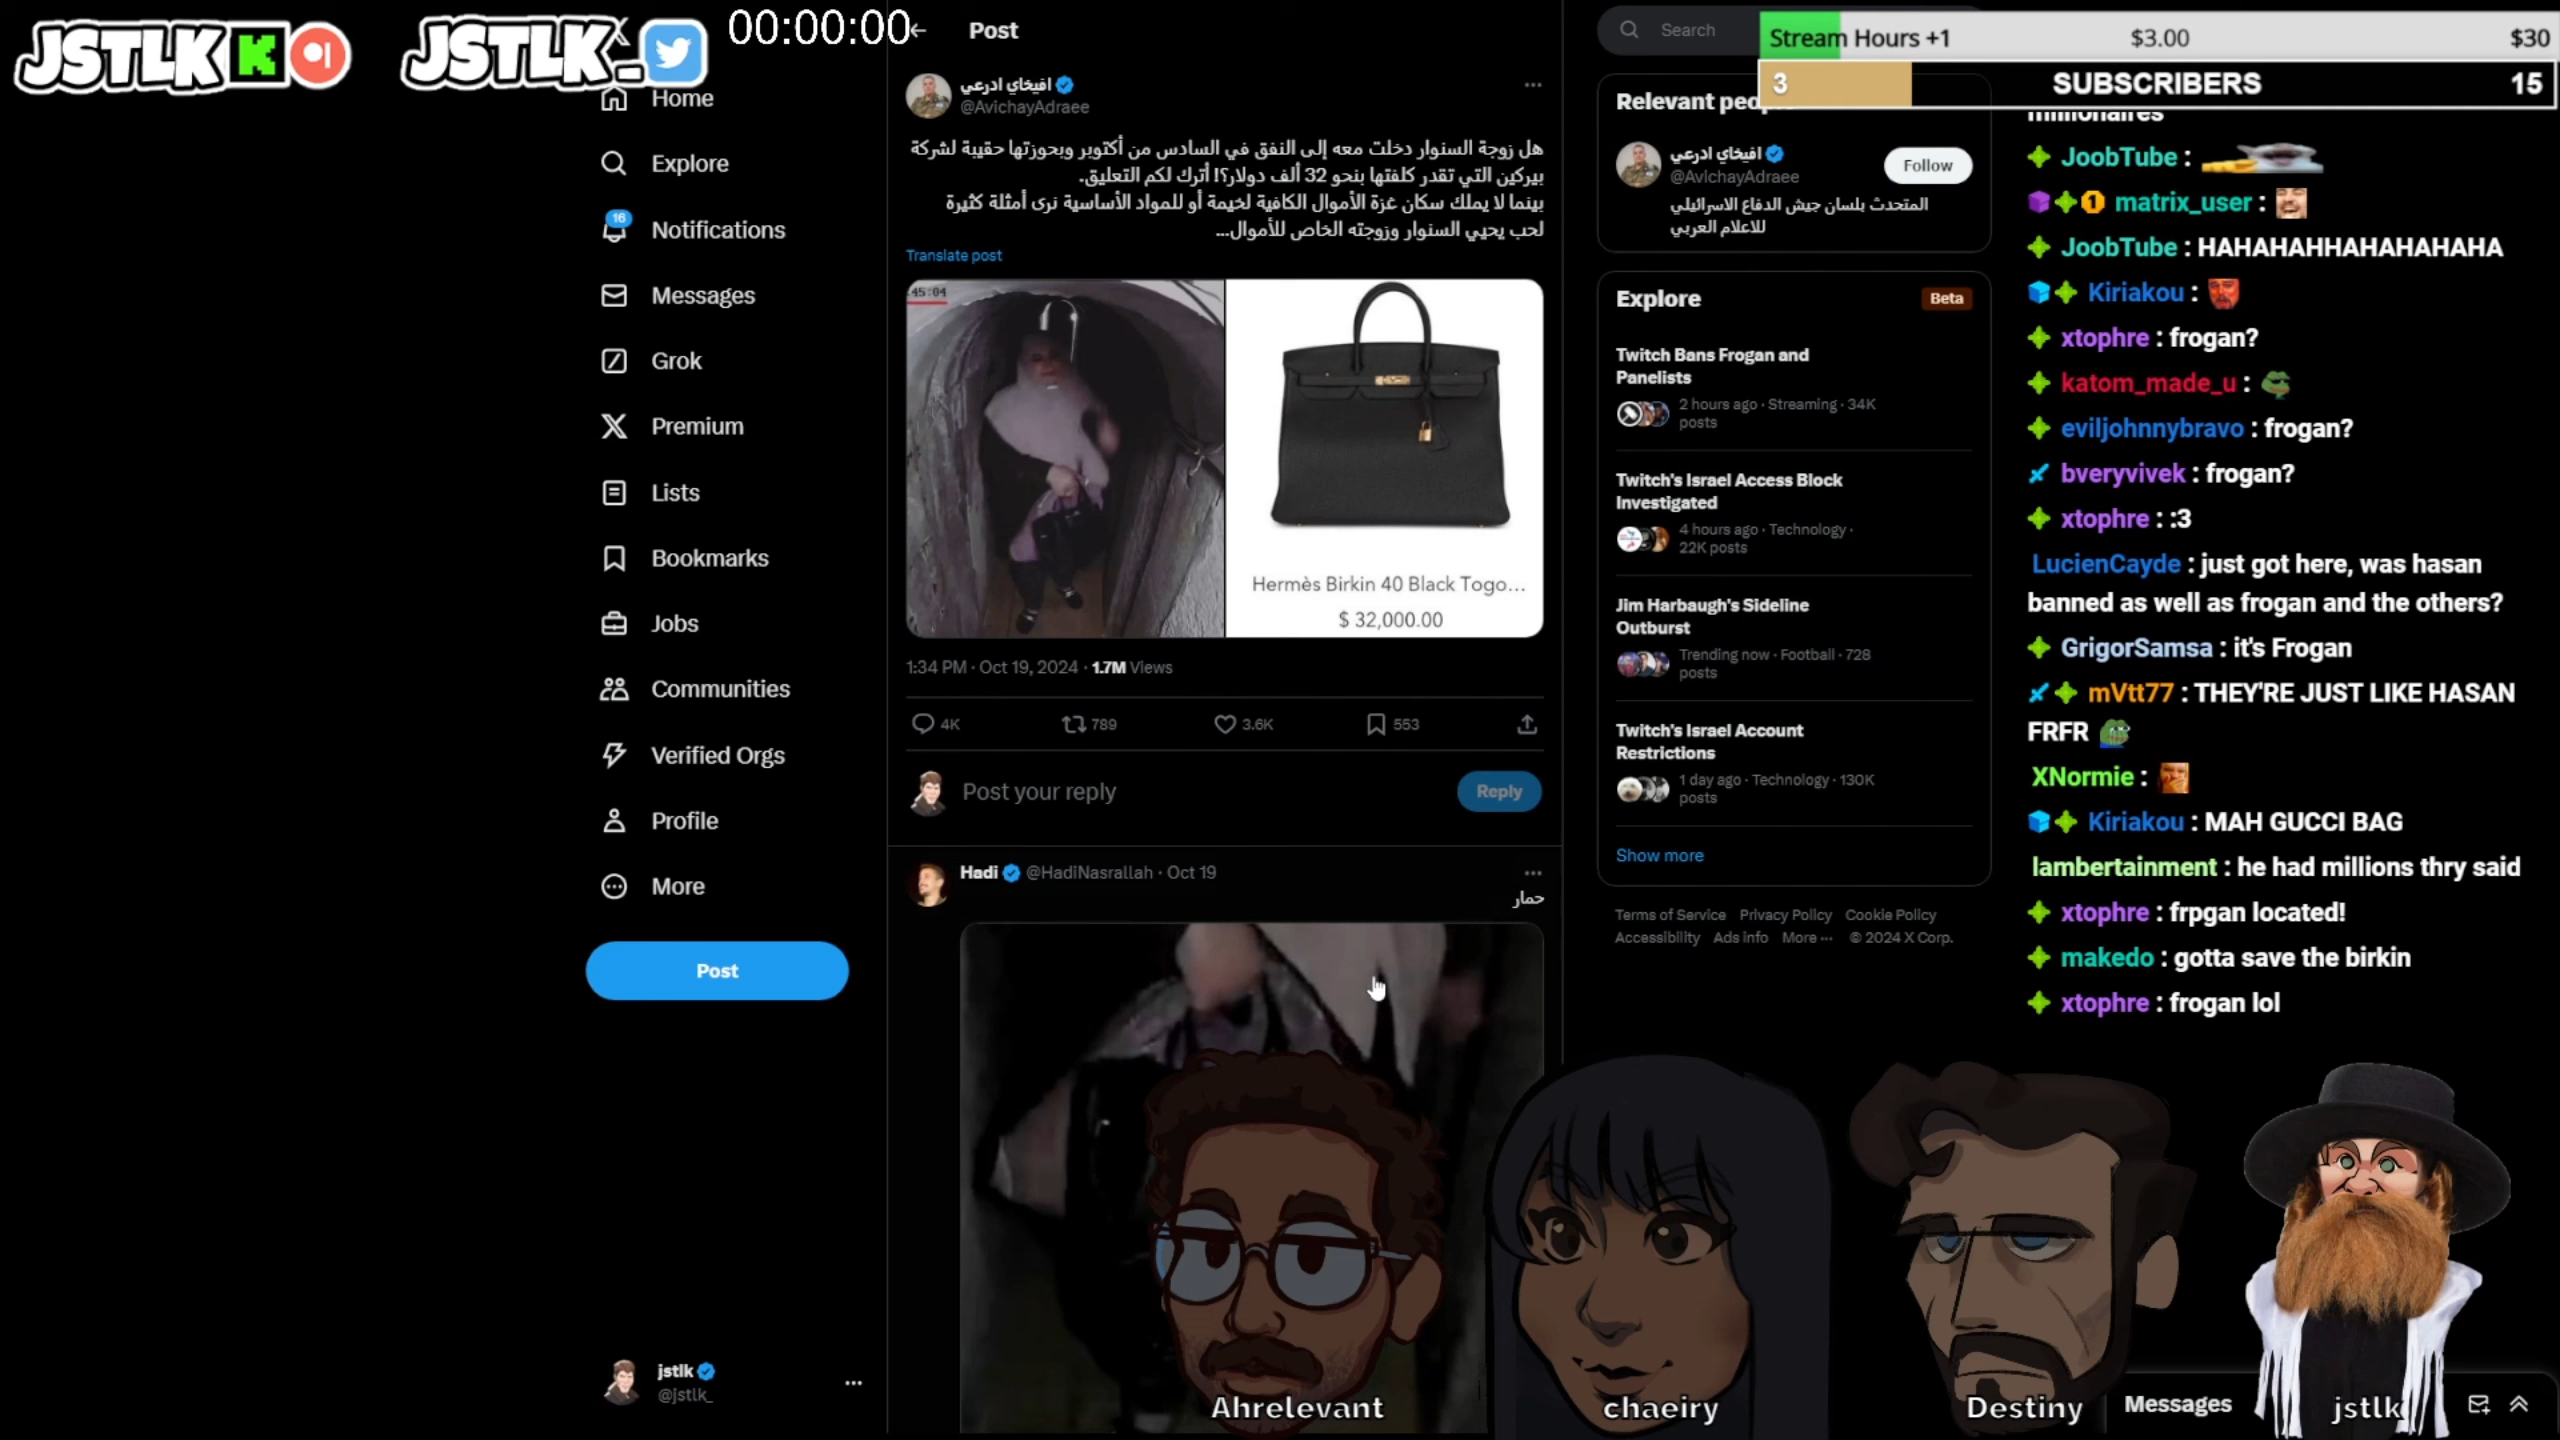 JSTLK
JSTLK_
00:00:00
Post
Home
Explore
16
Notifications
Messages
Grok
Premium
Lists
Bookmarks
Jobs
Communities
Verified Orgs
Profile
More
Post
jstlk
@jstlk_
افيخاي ادرعي
@AvichayAdraee
هل زوجة السنوار دخلت معه إلى النفق في السادس من أكتوبر وبحوزتها حقيبة لشركة
بيركين التي تقدر كلفتها بنحو 32 ألف دولار؟! أترك لكم التعليق.
بينما لا يملك سكان غزة الأموال الكافية لخيمة أو للمواد الأساسية نرى أمثلة كثيرة
لحب يحيي السنوار وزوجته الخاص للأموال...
Translate post
45:04
Hermès Birkin 40 Black Togo...
$ 32,000.00
1:34 PM · Oct 19, 2024 · 1.7M Views
4K
789
3.6K
553
Post your reply
Reply
Hadi @HadiNasrallah · Oct 19
حمار
Search
Stream Hours +1 $3.00 $30
3 SUBSCRIBERS 15
Relevant peo
افيخاي ادرعي
@AvichayAdraee
Follow
المتحدث بلسان جيش الدفاع الاسرائيلي
للاعلام العربي
Explore
Beta
Twitch Bans Frogan and
Panelists
2 hours ago · Streaming · 34K
posts
Twitch's Israel Access Block
Investigated
4 hours ago · Technology ·
22K posts
Jim Harbaugh's Sideline
Outburst
Trending now · Football · 728
posts
Twitch's Israel Account
Restrictions
1 day ago · Technology · 130K
posts
Show more
Terms of Service Privacy Policy Cookie Policy
Accessibility Ads info More ··· © 2024 X Corp.
millionaires
JoobTube :
matrix_user :
JoobTube : HAHAHAHHAHAHAHAHA
Kiriakou :
xtophre : frogan?
katom_made_u :
eviljohnnybravo : frogan?
bveryvivek : frogan?
xtophre : :3
LucienCayde : just got here, was hasan
banned as well as frogan and the others?
GrigorSamsa : it's Frogan
mVtt77 : THEY'RE JUST LIKE HASAN
FRFR
XNormie :
Kiriakou : MAH GUCCI BAG
lambertainment : he had millions thry said
xtophre : frpgan located!
makedo : gotta save the birkin
xtophre : frogan lol
Ahrelevant
chaeiry
Destiny
Messages
jstlk